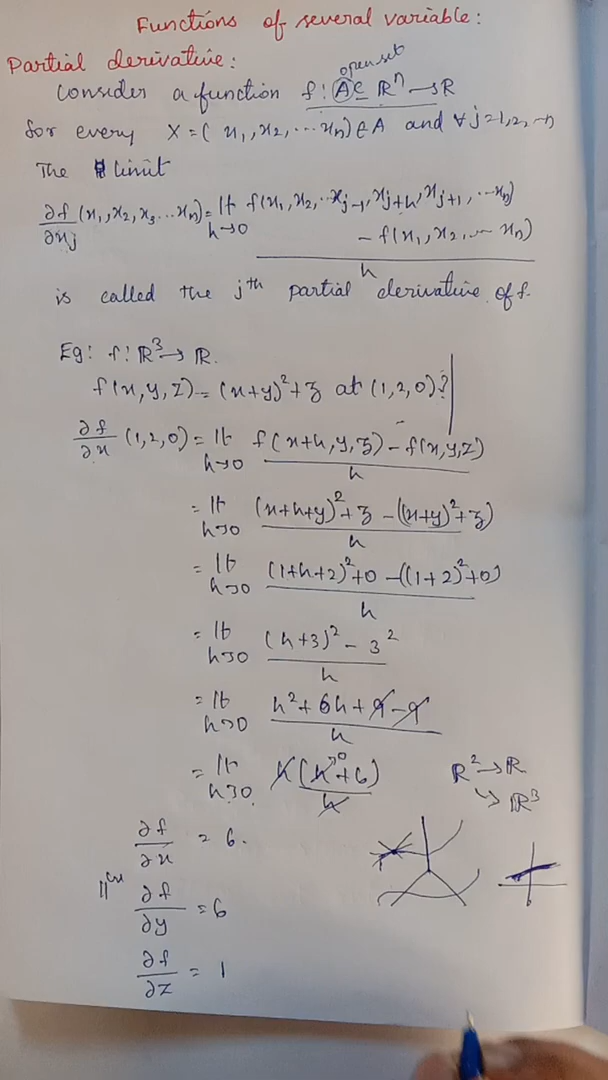 Functions of several variable:
Partial derivative:
open set
Consider a function f: A ⊆ ℝⁿ → ℝ
for every X = (x₁, x₂, ... xₙ) ∈ A and ∀ j=1,2,..n
The limit
∂f/∂xⱼ (x₁, x₂, x₃ ... xₙ) = lt h→0 f(x₁, x₂, .. xⱼ₋₁, xⱼ+h, xⱼ₊₁, ... xₙ) - f(x₁, x₂, ... xₙ) / h
is called the jth partial derivative of f.
Eg: f: ℝ³ → ℝ.
f(x, y, z) = (x+y)² + z at (1, 2, 0)?
∂f/∂x (1, 2, 0) = lt h→0 f(x+h, y, z) - f(x, y, z) / h
= lt h→0 (x+h+y)² + z - ((x+y)² + z) / h
= lt h→0 (1+h+2)² + 0 - ((1+2)² + 0) / h
= lt h→0 (h+3)² - 3² / h
= lt h→0 h² + 6h + 9 - 9 / h
= lt h→0 h(h→0 + 6) / h
ℝ² → ℝ
↳ ℝ³
∂f/∂x = 6.
||ly ∂f/∂y = 6
∂f/∂z = 1